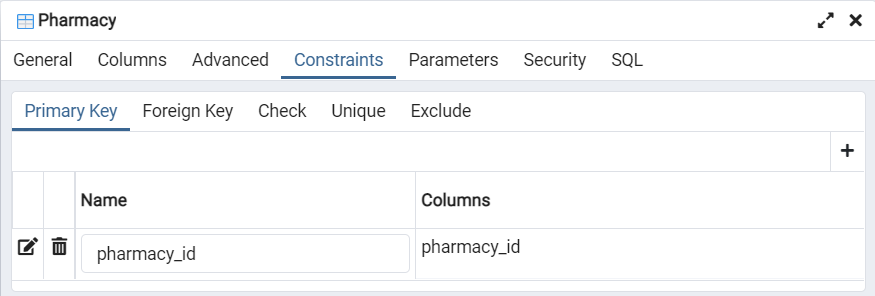 Pharmacy
General Columns Advanced Constraints Parameters Security SQL
Primary Key Foreign Key Check Unique Exclude
Name Columns
pharmacy_id pharmacy_id